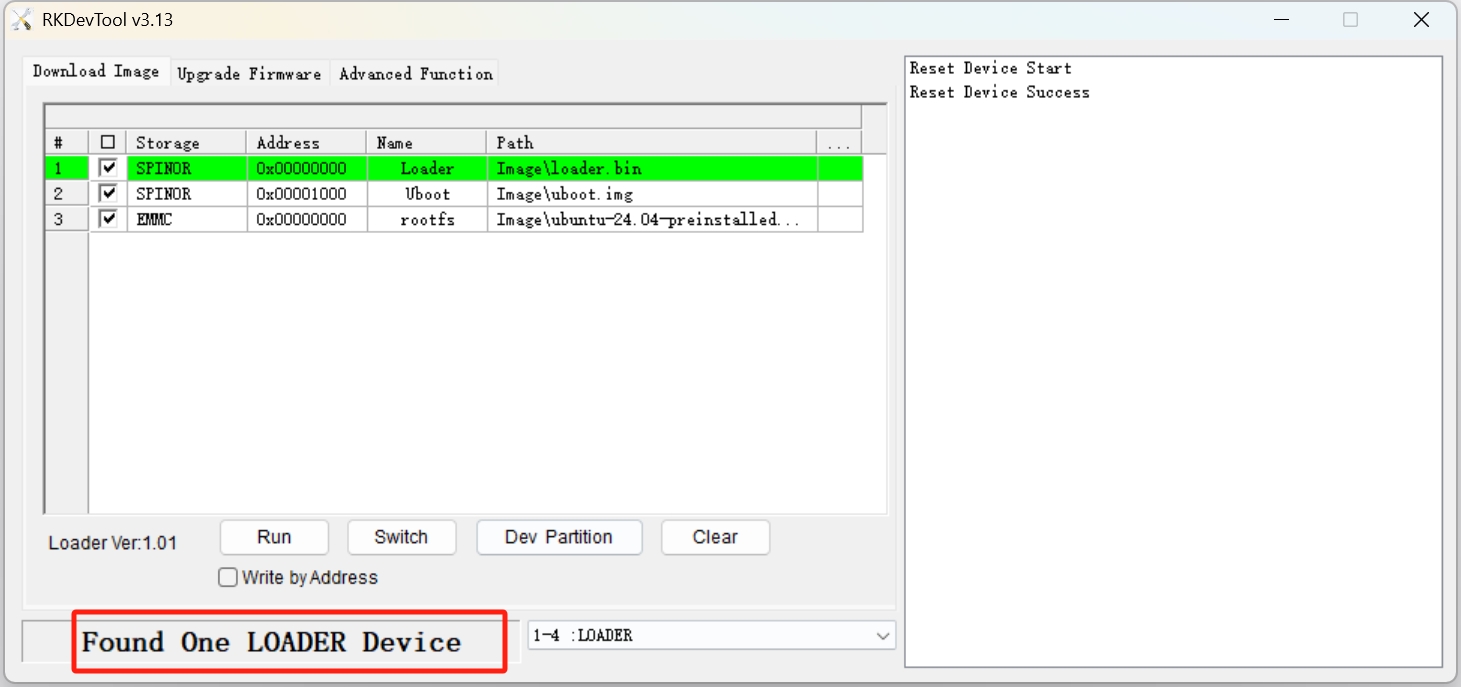 RKDevTool v3.13
Download Image Upgrade Firmware Advanced Function
# Storage Address Name Path ...
1 SPINOR 0x00000000 Loader Image\loader.bin
2 SPINOR 0x00001000 Uboot Image\uboot.img
3 EMMC 0x00000000 rootfs Image\ubuntu-24.04-preinstalled...
Loader Ver:1.01 Run Switch Dev Partition Clear
Write by Address
Found One LOADER Device 1-4 :LOADER
Reset Device Start
Reset Device Success